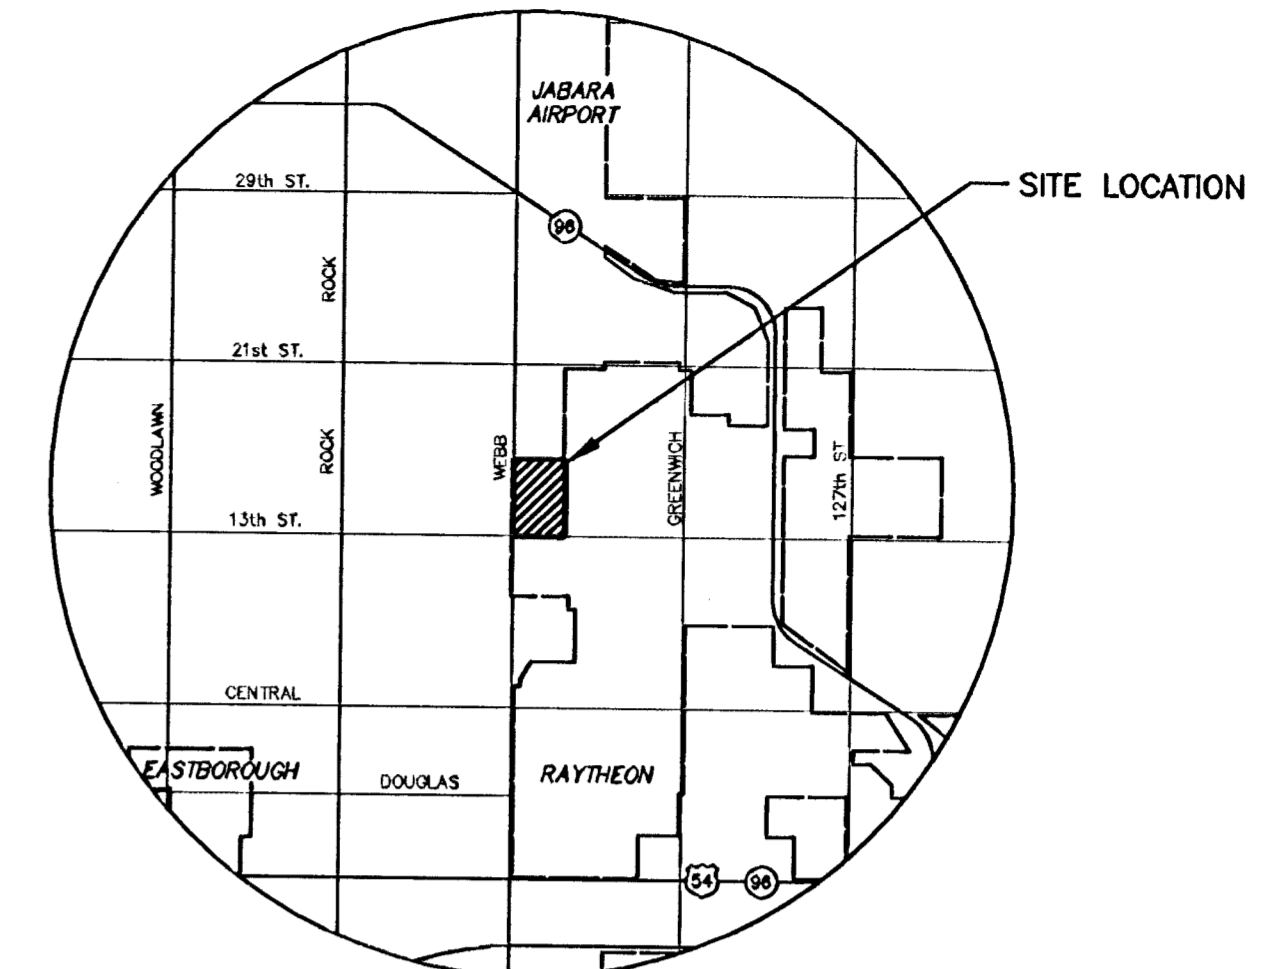 JABARA
AIRPORT
SITE LOCATION
29th ST.
96
ROCK
21st ST.
WOODLAWN
ROCK
WEBB
GREENWICH
127th ST
13th ST.
CENTRAL
EASTBOROUGH
DOUGLAS
RAYTHEON
54
96